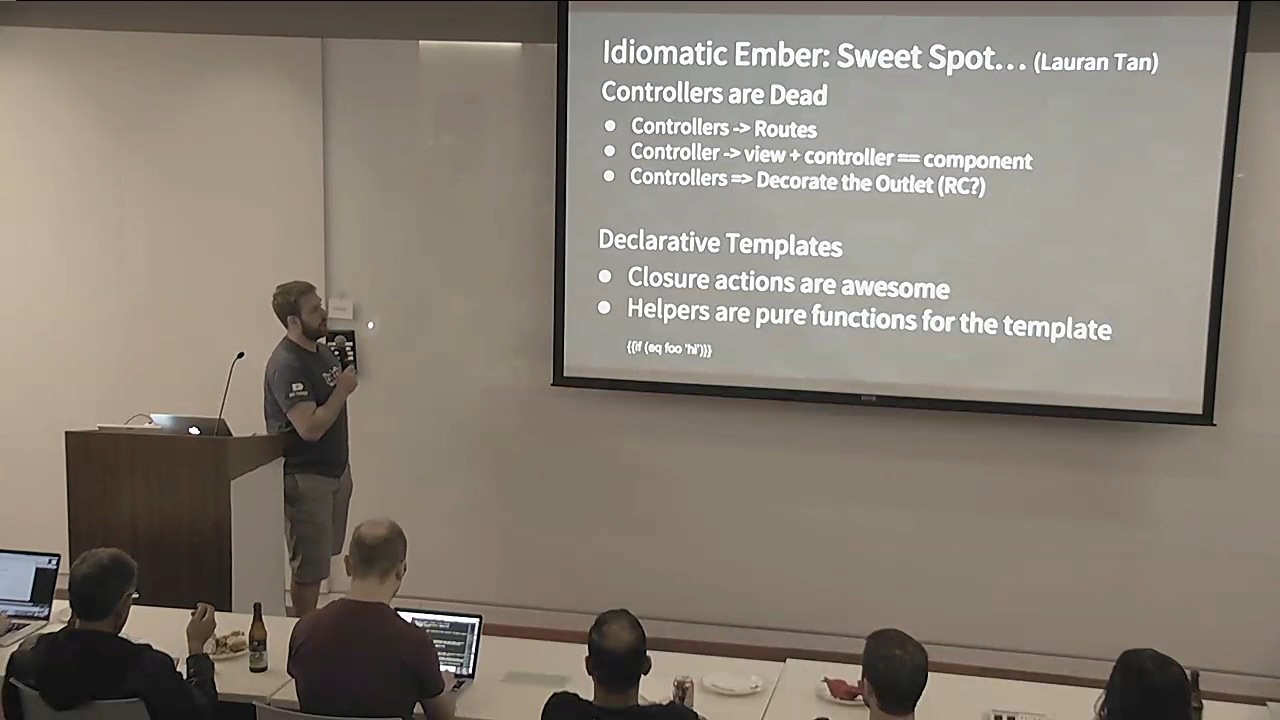 Idiomatic Ember: Sweet Spot... (Lauran Tan)
Controllers are Dead
● Controllers -> Routes
● Controller -> view + controller == component
● Controllers => Decorate the Outlet (RC?)
Declarative Templates
● Closure actions are awesome
● Helpers are pure functions for the template
{{if (eq foo 'hi')}}